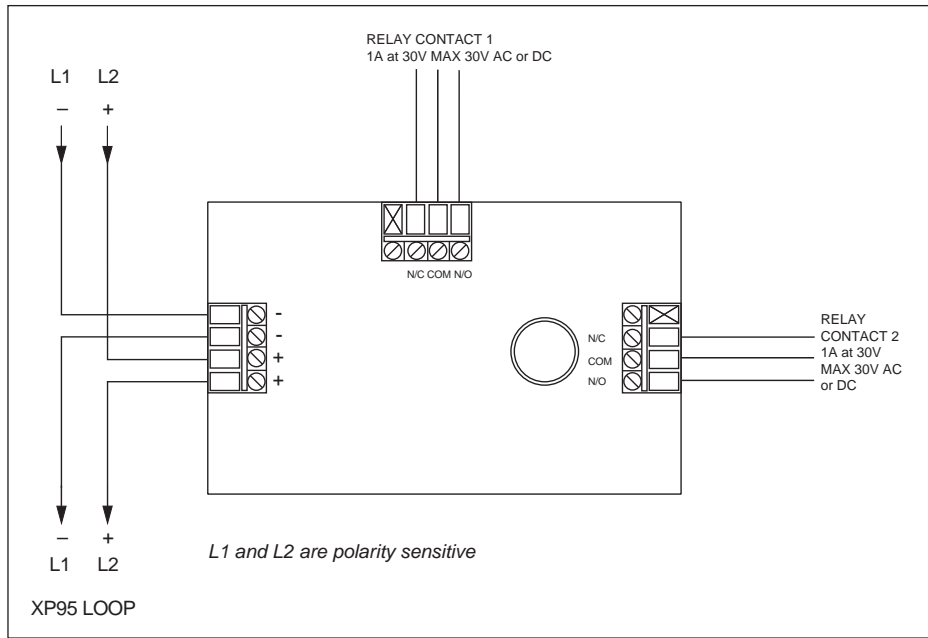 RELAY CONTACT 1
1A at 30V MAX 30V AC or DC
L1 L2
– +
N/C COM N/O
-
-
+
+
N/C
COM
N/O
RELAY
CONTACT 2
1A at 30V
MAX 30V AC
or DC
– +
L1 L2
L1 and L2 are polarity sensitive
XP95 LOOP